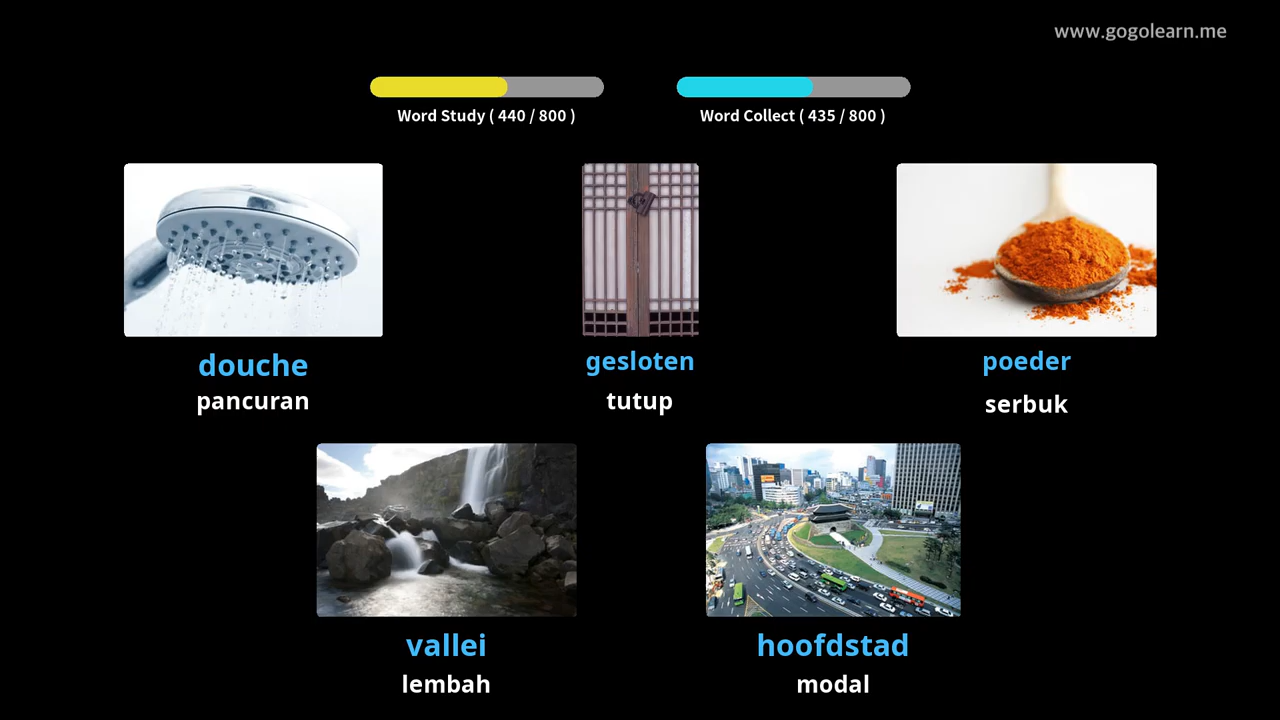 www.gogolearn.me
Word Study ( 440 / 800 )
Word Collect ( 435 / 800 )
douche
pancuran
gesloten
tutup
poeder
serbuk
vallei
lembah
hoofdstad
modal